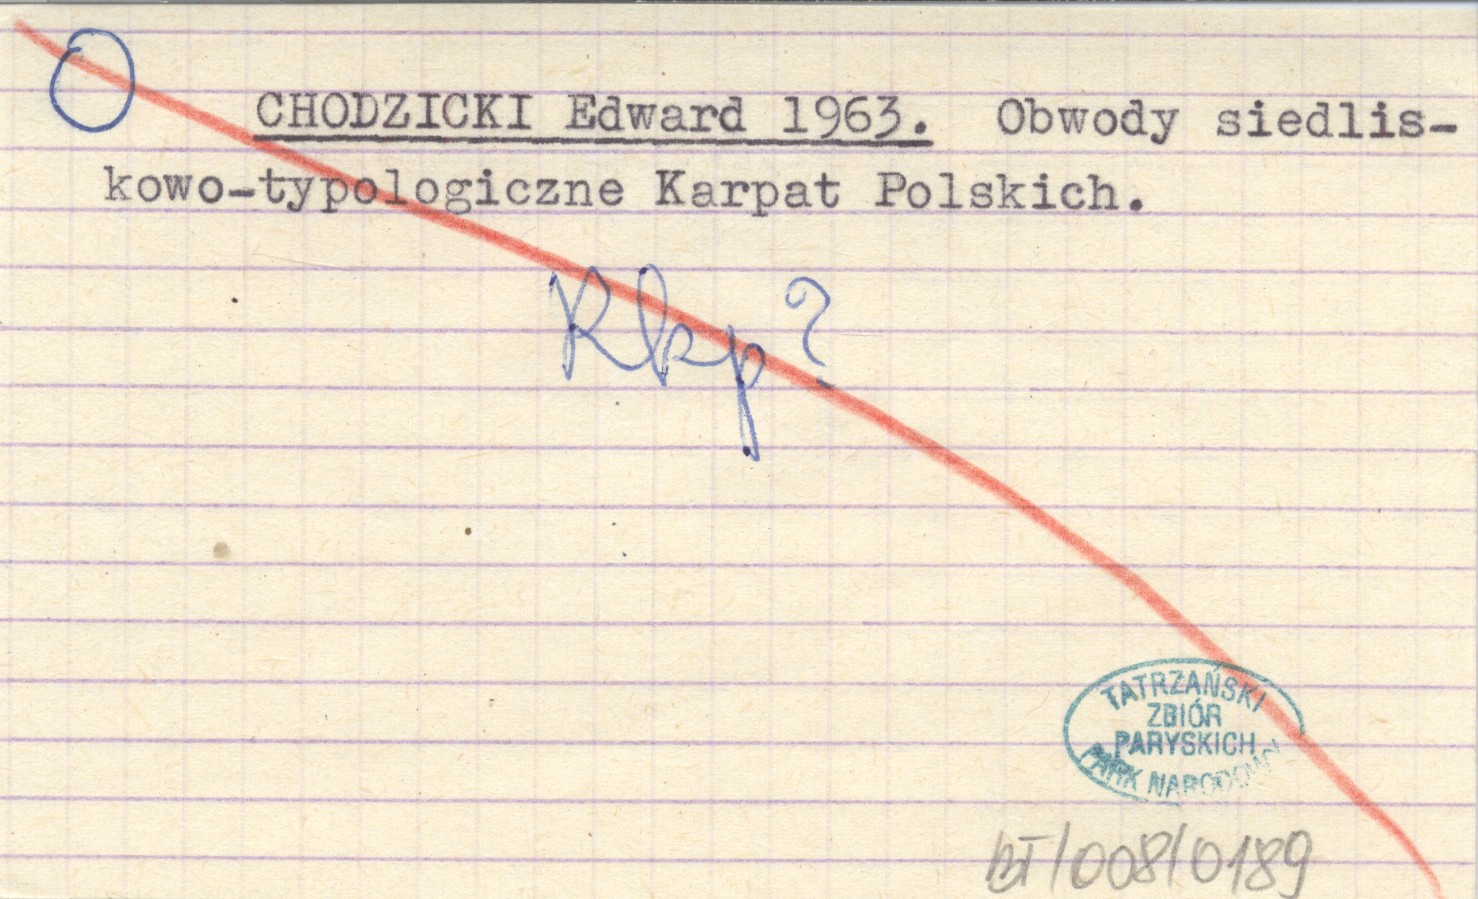 CHODZICKI Edward 1963. Obwody siedlis-
kowo-typologiczne Karpat Polskich.
Rkp?
TATRZAŃSKI
ZBIÓR
PARYSKICH
PARK NARODOWY
BT/008/0189